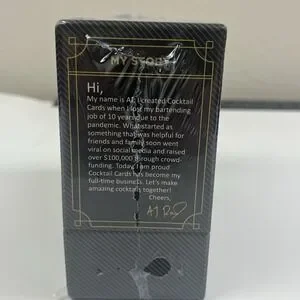 MY STORY
Hi,
My name is AJ, I created Cocktail
Cards when I lost my bartending
job of 10 years due to the
pandemic. What started as
something that was helpful for
friends and family soon went
viral on social media and raised
over $100,000 through crowd-
funding. Today, I am proud
Cocktail Cards has become my
full-time business. Let's make
amazing cocktails together!
Cheers,